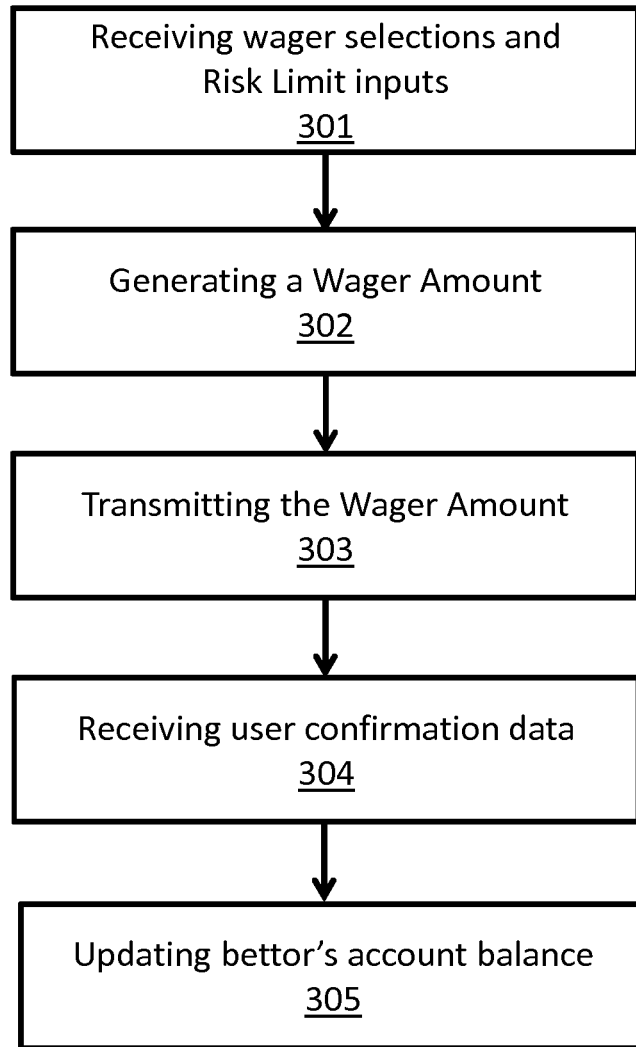 Receiving wager selections and
Risk Limit inputs
301
Generating a Wager Amount
302
Transmitting the Wager Amount
303
Receiving user confirmation data
304
Updating bettor’s account balance
305